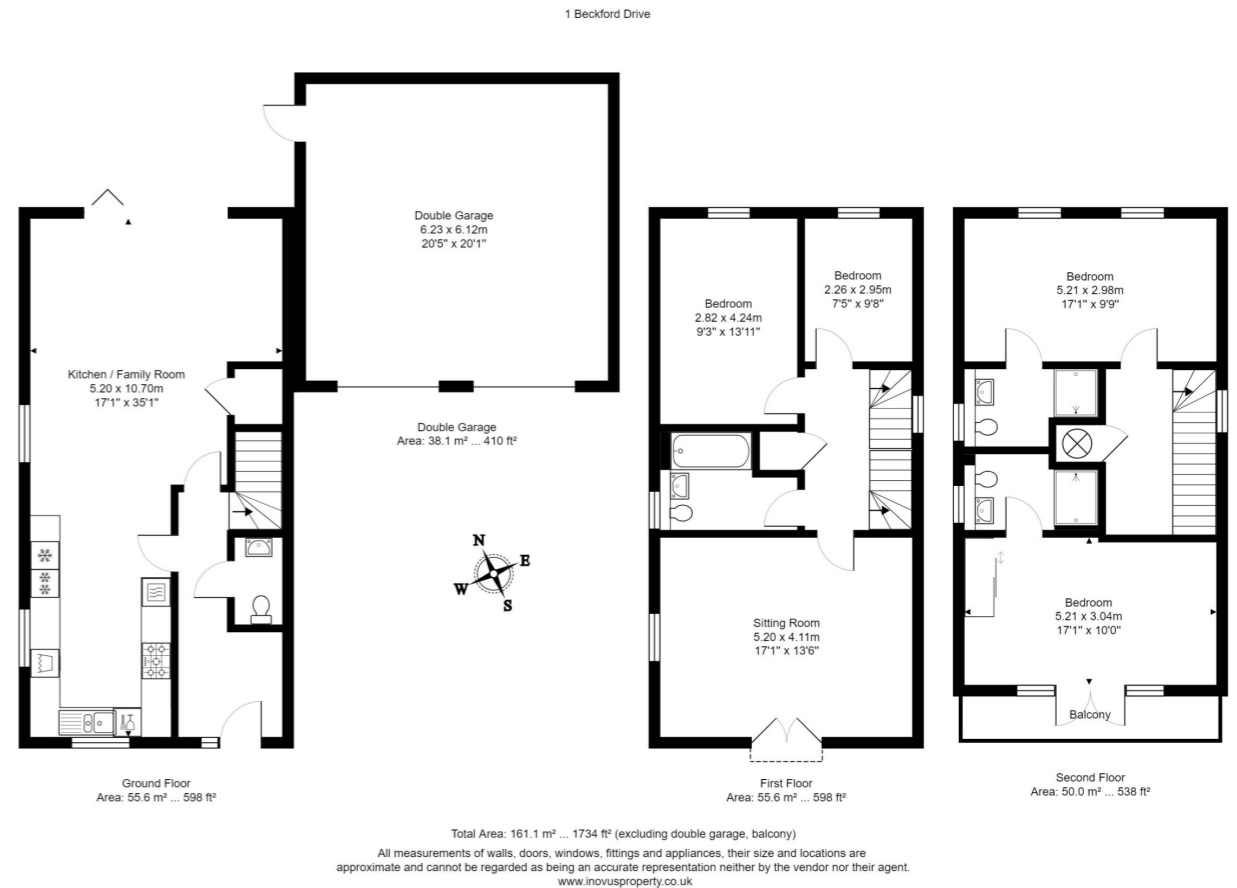 1 Beckford Drive
Double Garage
6.23 x 6.12m
20'5" x 20'1"
Kitchen / Family Room
5.20 x 10.70m
17'1" x 35'1"
Double Garage
Area: 38.1 m² ... 410 ft²
N
E
W
S
Ground Floor
Area: 55.6 m² ... 598 ft²
Bedroom
2.82 x 4.24m
9'3" x 13'11"
Bedroom
2.26 x 2.95m
7'5" x 9'8"
Sitting Room
5.20 x 4.11m
17'1" x 13'6"
First Floor
Area: 55.6 m² ... 598 ft²
Bedroom
5.21 x 2.98m
17'1" x 9'9"
Bedroom
5.21 x 3.04m
17'1" x 10'0"
Balcony
Second Floor
Area: 50.0 m² ... 538 ft²
Total Area: 161.1 m² ... 1734 ft² (excluding double garage, balcony)
All measurements of walls, doors, windows, fittings and appliances, their size and locations are
approximate and cannot be regarded as being an accurate representation neither by the vendor nor their agent.
www.inovusproperty.co.uk